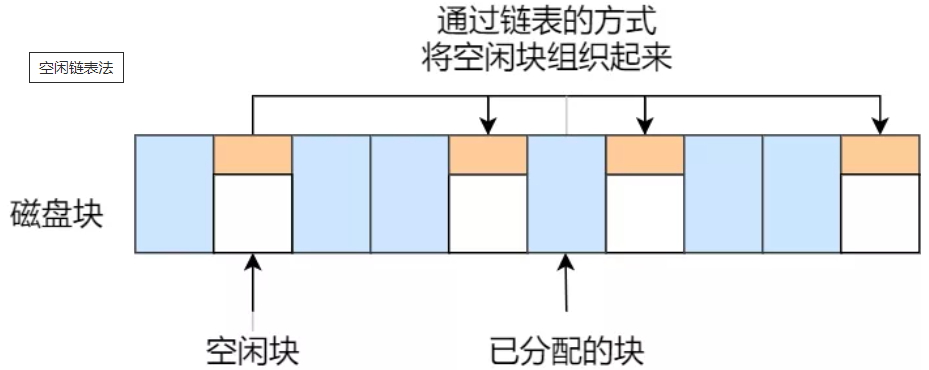 通过链表的方式
将空闲块组织起来
空闲链表法
磁盘块
空闲块
已分配的块